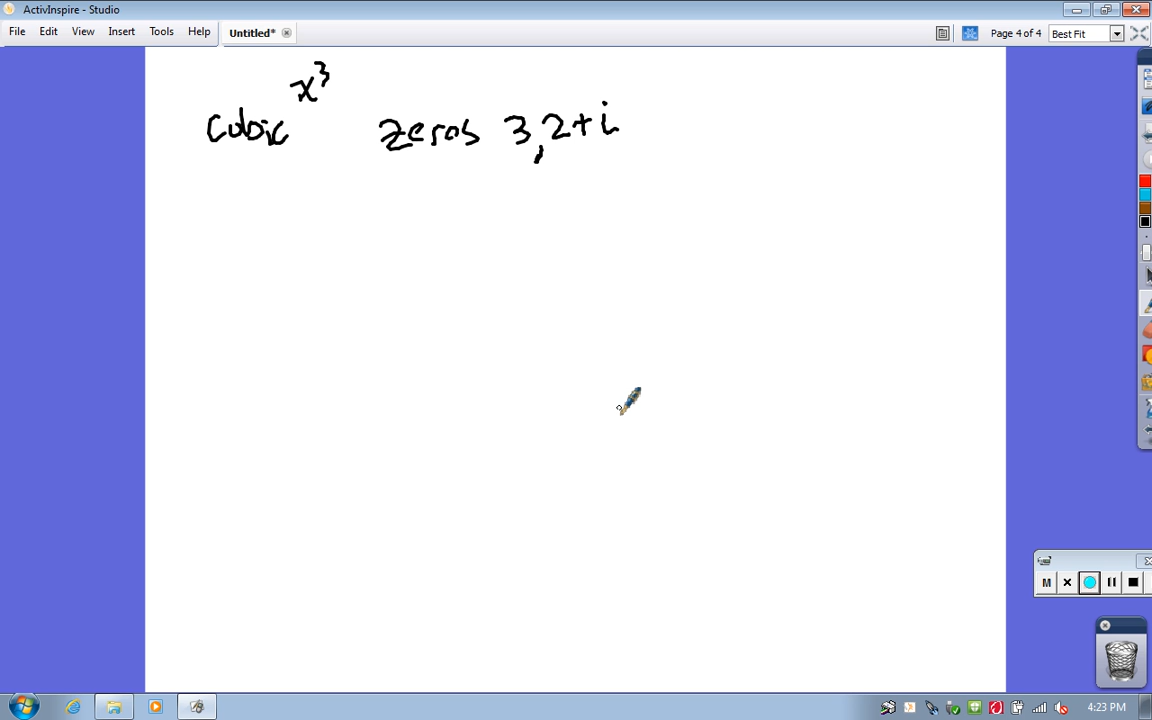 ActivInspire - Studio
File Edit View Insert Tools Help Untitled* Page 4 of 4 Best Fit
x³
cubic zeros 3, 2+i
M
4:23 PM